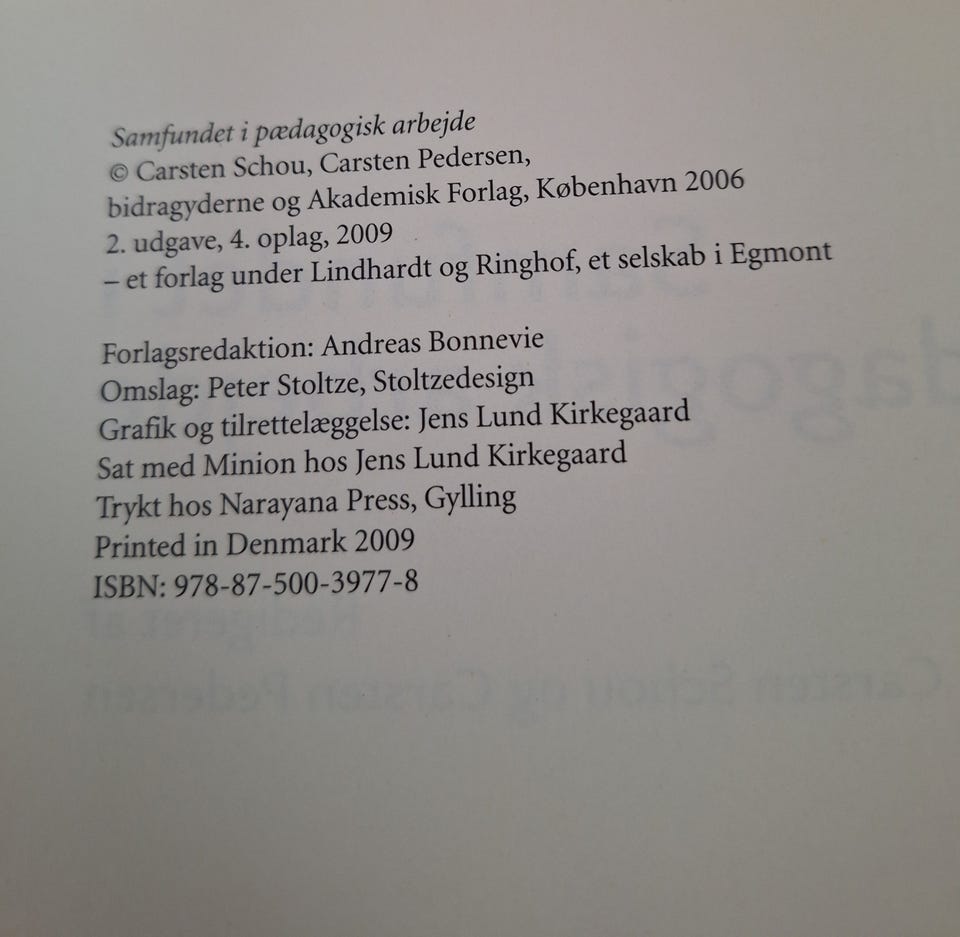 Samfundet i pædagogisk arbejde
© Carsten Schou, Carsten Pedersen,
bidragyderne og Akademisk Forlag, København 2006
2. udgave, 4. oplag, 2009
– et forlag under Lindhardt og Ringhof, et selskab i Egmont
Forlagsredaktion: Andreas Bonnevie
Omslag: Peter Stoltze, Stoltzedesign
Grafik og tilrettelæggelse: Jens Lund Kirkegaard
Sat med Minion hos Jens Lund Kirkegaard
Trykt hos Narayana Press, Gylling
Printed in Denmark 2009
ISBN: 978-87-500-3977-8